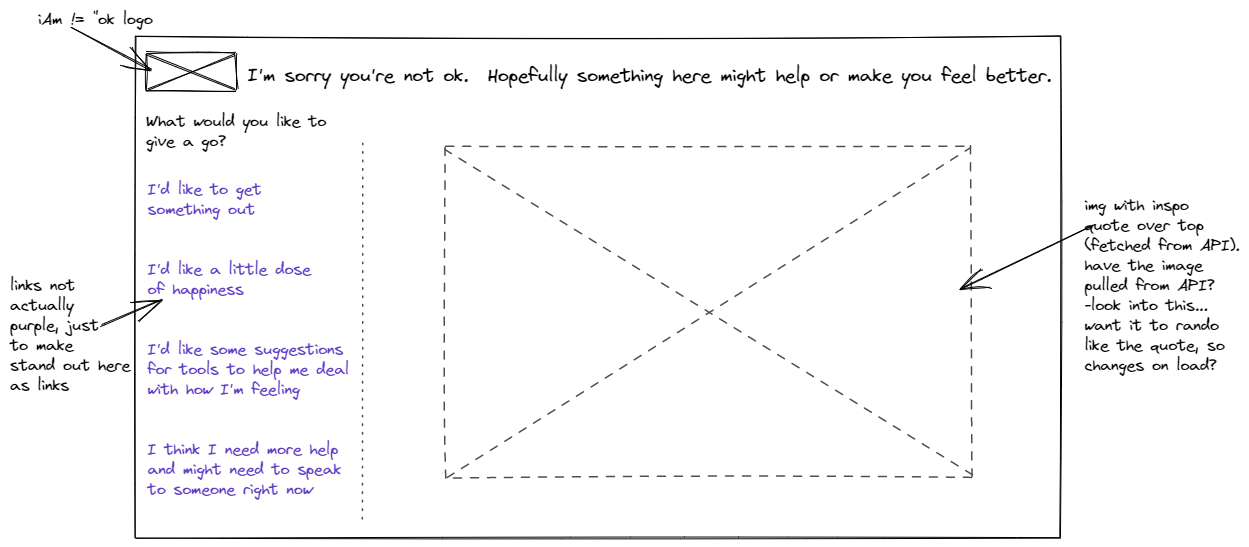 iAm != "ok logo
I'm sorry you're not ok. Hopefully something here might help or make you feel better.
What would you like to
give a go?
I'd like to get
something out
I'd like a little dose
of happiness
I'd like some suggestions
for tools to help me deal
with how I'm feeling
I think I need more help
and might need to speak
to someone right now
links not
actually
purple, just
to make
stand out here
as links
img with inspo
quote over top
(fetched from API).
have the image
pulled from API?
-look into this...
want it to rando
like the quote, so
changes on load?